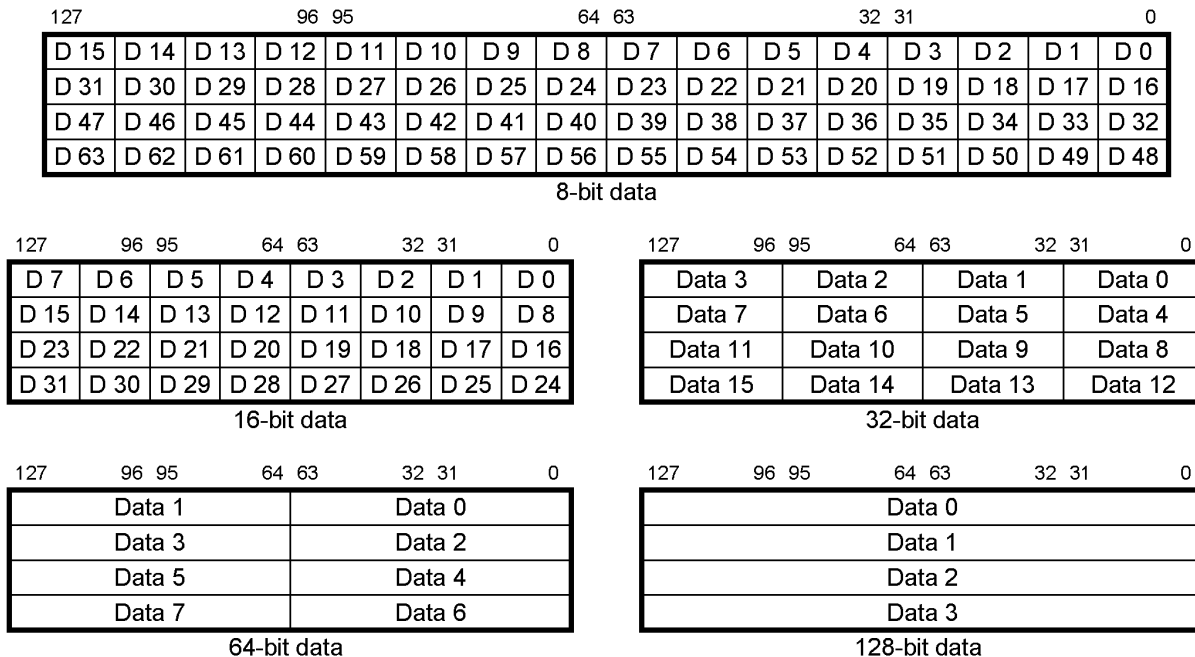 127 96 95 64 63 32 31 0
D 15 D 14 D 13 D 12 D 11 D 10 D 9 D 8 D 7 D 6 D 5 D 4 D 3 D 2 D 1 D 0
D 31 D 30 D 29 D 28 D 27 D 26 D 25 D 24 D 23 D 22 D 21 D 20 D 19 D 18 D 17 D 16
D 47 D 46 D 45 D 44 D 43 D 42 D 41 D 40 D 39 D 38 D 37 D 36 D 35 D 34 D 33 D 32
D 63 D 62 D 61 D 60 D 59 D 58 D 57 D 56 D 55 D 54 D 53 D 52 D 51 D 50 D 49 D 48
8-bit data
127 96 95 64 63 32 31 0
D 7 D 6 D 5 D 4 D 3 D 2 D 1 D 0
D 15 D 14 D 13 D 12 D 11 D 10 D 9 D 8
D 23 D 22 D 21 D 20 D 19 D 18 D 17 D 16
D 31 D 30 D 29 D 28 D 27 D 26 D 25 D 24
16-bit data
127 96 95 64 63 32 31 0
Data 3 Data 2 Data 1 Data 0
Data 7 Data 6 Data 5 Data 4
Data 11 Data 10 Data 9 Data 8
Data 15 Data 14 Data 13 Data 12
32-bit data
127 96 95 64 63 32 31 0
Data 1 Data 0
Data 3 Data 2
Data 5 Data 4
Data 7 Data 6
64-bit data
127 96 95 64 63 32 31 0
Data 0
Data 1
Data 2
Data 3
128-bit data